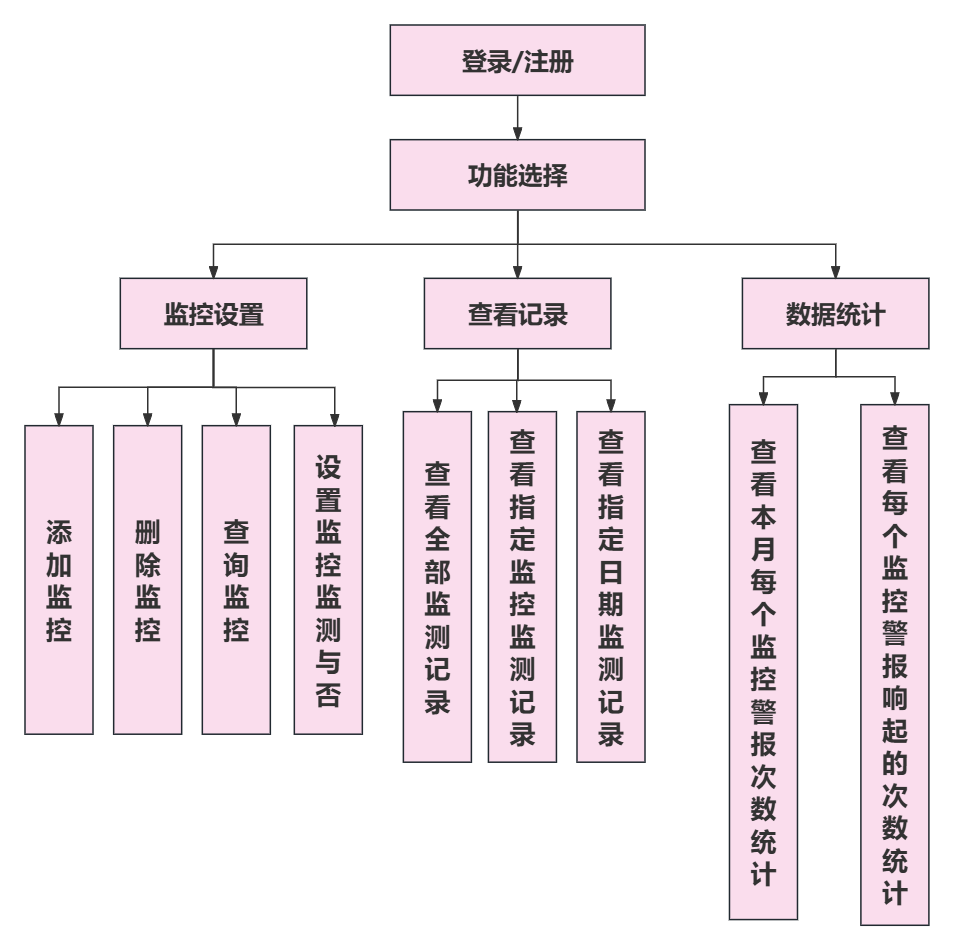 登录/注册
功能选择
监控设置
查看记录
数据统计
添加监控
删除监控
查询监控
设置监控监测与否
查看全部监测记录
查看指定监控监测记录
查看指定日期监测记录
查看本月每个监控警报次数统计
查看每个监控警报响起的次数统计